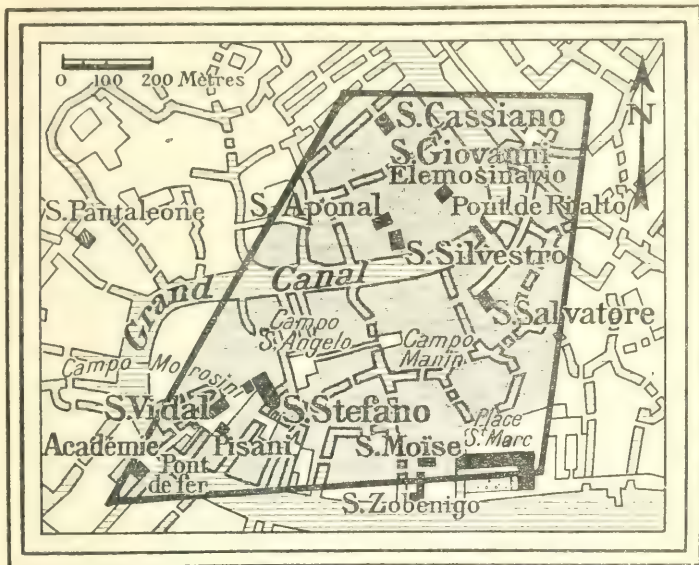 0 100 200 Mètres
N
S. Cassiano
S. Giovanni
Elemosinario
S. Pantaleone
S. Aponal
Pont de Rialto
S. Silvestro
Grand Canal
S. Salvatore
Campo
S. Angelo
Campo
Manin
Campo Morosini
S. Vidal
S. Stefano
Place
S. Marc
Académie
Pisani
S. Moïse
Pont
de fer
S. Zobenigo